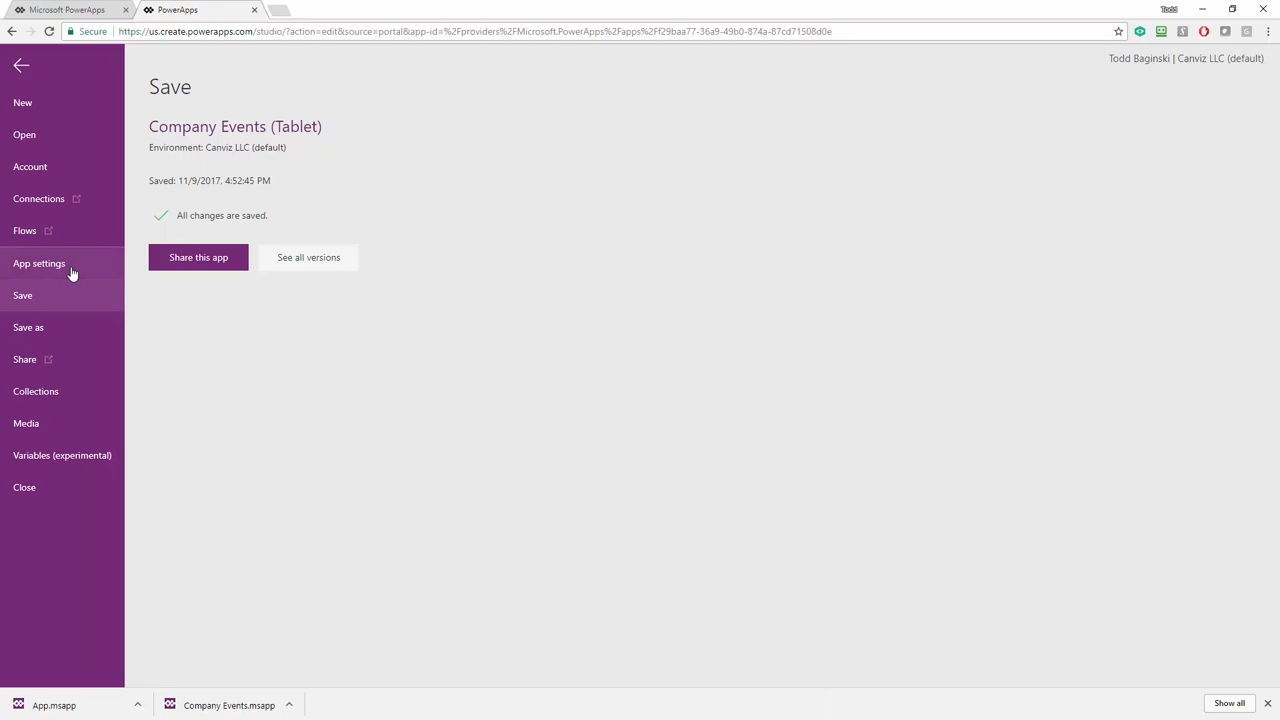 Microsoft PowerApps
PowerApps
Todd
Secure
https://us.create.powerapps.com/studio/?action=edit&source=portal&app-id=%2Fproviders%2FMicrosoft.PowerApps%2Fapps%2Ff29baa77-36a9-49b0-874a-87cd71508d0e
Todd Baginski | Canviz LLC (default)
New
Open
Account
Connections
Flows
App settings
Save
Save as
Share
Collections
Media
Variables (experimental)
Close
Save
Company Events (Tablet)
Environment: Canviz LLC (default)
Saved: 11/9/2017, 4:52:45 PM
All changes are saved.
Share this app
See all versions
App.msapp
Company Events.msapp
Show all